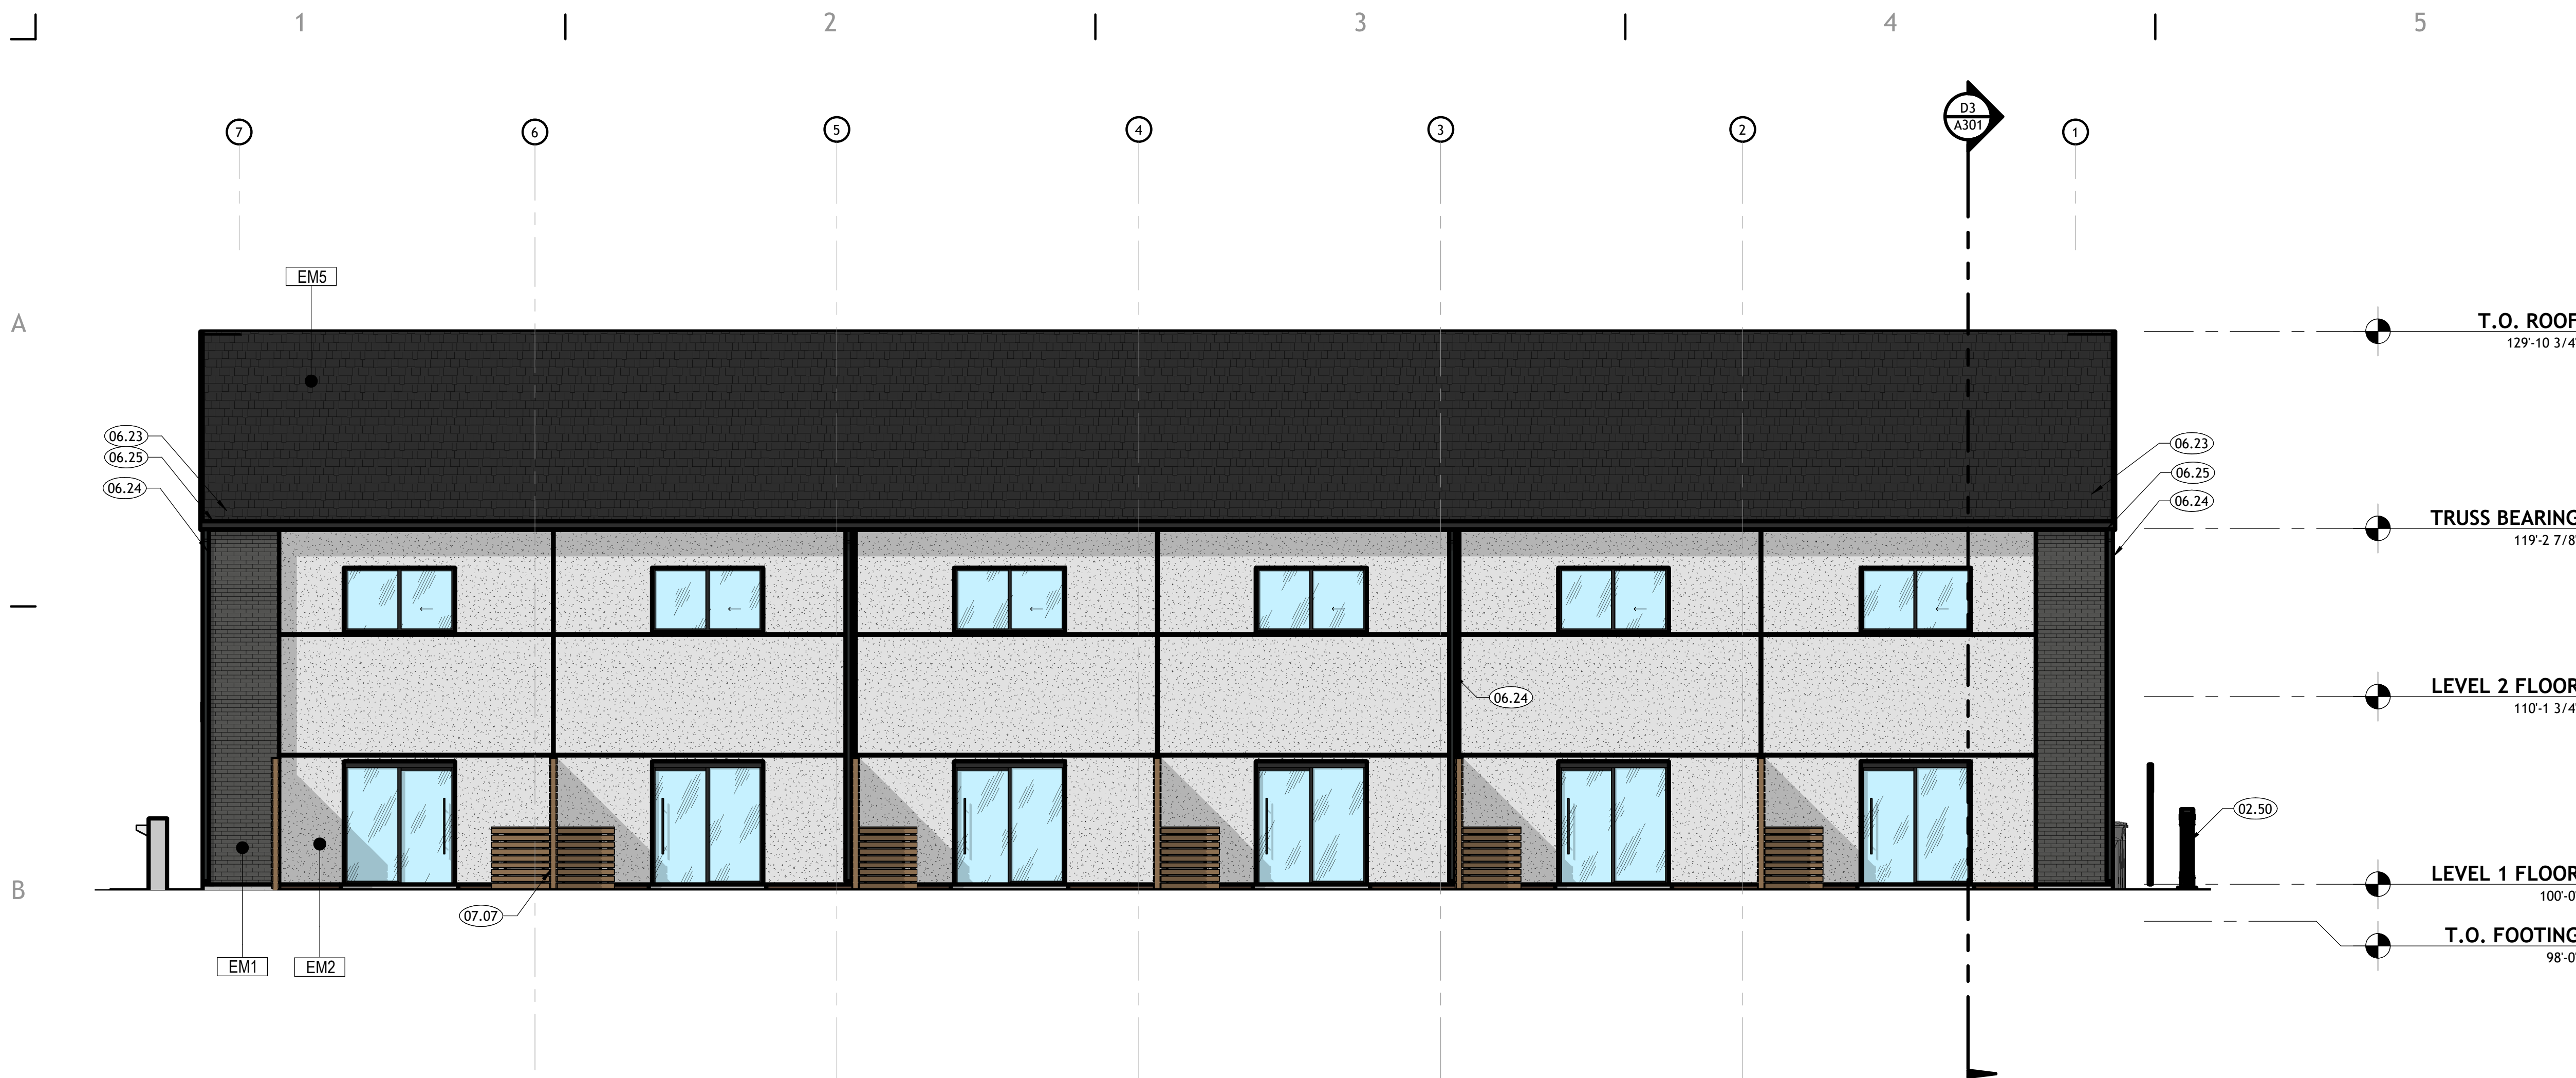 1 2 3 4 5
D3
A301
7 6 5 4 3 2 1
EM5
A
T.O. ROOF
129'-10 3/4"
06.23
06.25
06.24
06.23
06.25
06.24
TRUSS BEARING
119'-2 7/8"
LEVEL 2 FLOOR
110'-1 3/4"
06.24
02.50
B
LEVEL 1 FLOOR
100'-0"
07.07
T.O. FOOTING
98'-0"
EM1 EM2